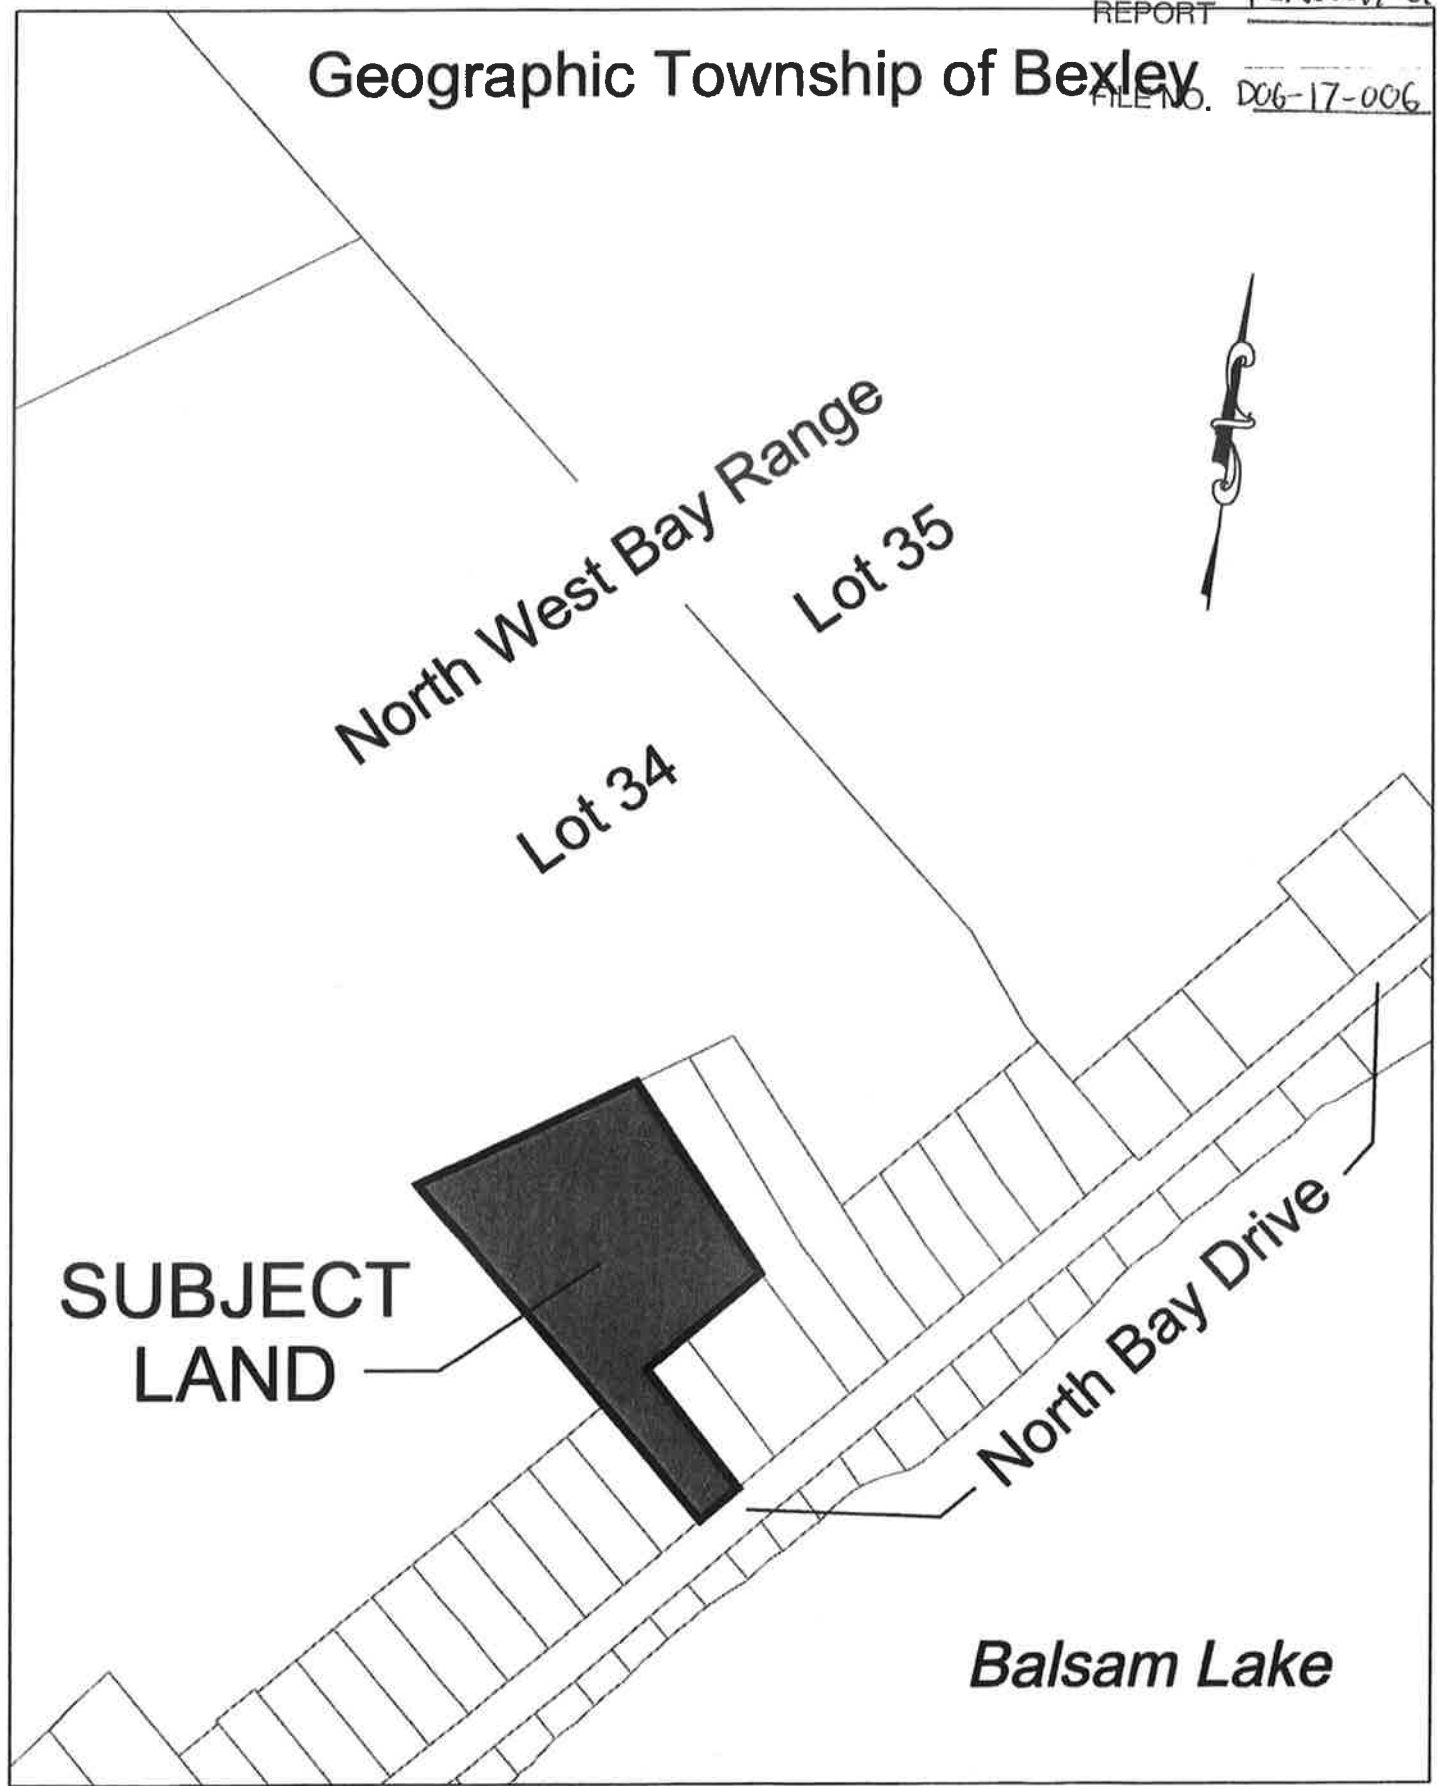 REPORT
Geographic Township of Bexley
FILE NO. D06-17-006
North West Bay Range
Lot 35
Lot 34
SUBJECT
LAND
North Bay Drive
Balsam Lake